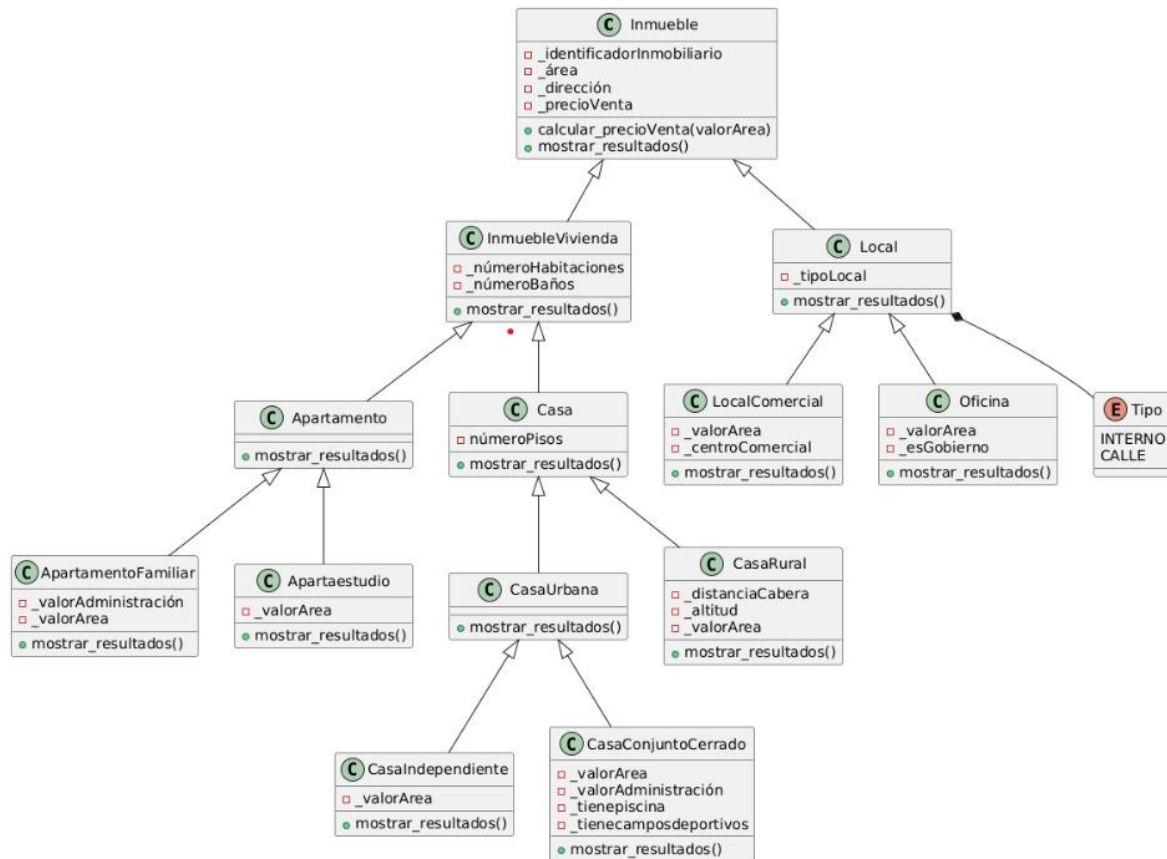 C Inmueble
_identificadorInmobiliario
_área
_dirección
_precioVenta
calcular_precioVenta(valorArea)
mostrar_resultados()
C InmuebleVivienda
_númeroHabitaciones
_númeroBaños
mostrar_resultados()
C Local
_tipoLocal
mostrar_resultados()
C Apartamento
mostrar_resultados()
C Casa
númeroPisos
mostrar_resultados()
C LocalComercial
_valorArea
_centroComercial
mostrar_resultados()
C Oficina
_valorArea
_esGobierno
mostrar_resultados()
E Tipo
INTERNO
CALLE
C ApartamentoFamiliar
_valorAdministración
_valorArea
mostrar_resultados()
C Apartaestudio
_valorArea
mostrar_resultados()
C CasaUrbana
mostrar_resultados()
C CasaRural
_distanciaCabera
_altitud
_valorArea
mostrar_resultados()
C CasaIndependiente
_valorArea
mostrar_resultados()
C CasaConjuntoCerrado
_valorArea
_valorAdministración
_tienepiscina
_tienecamposdeportivos
mostrar_resultados()